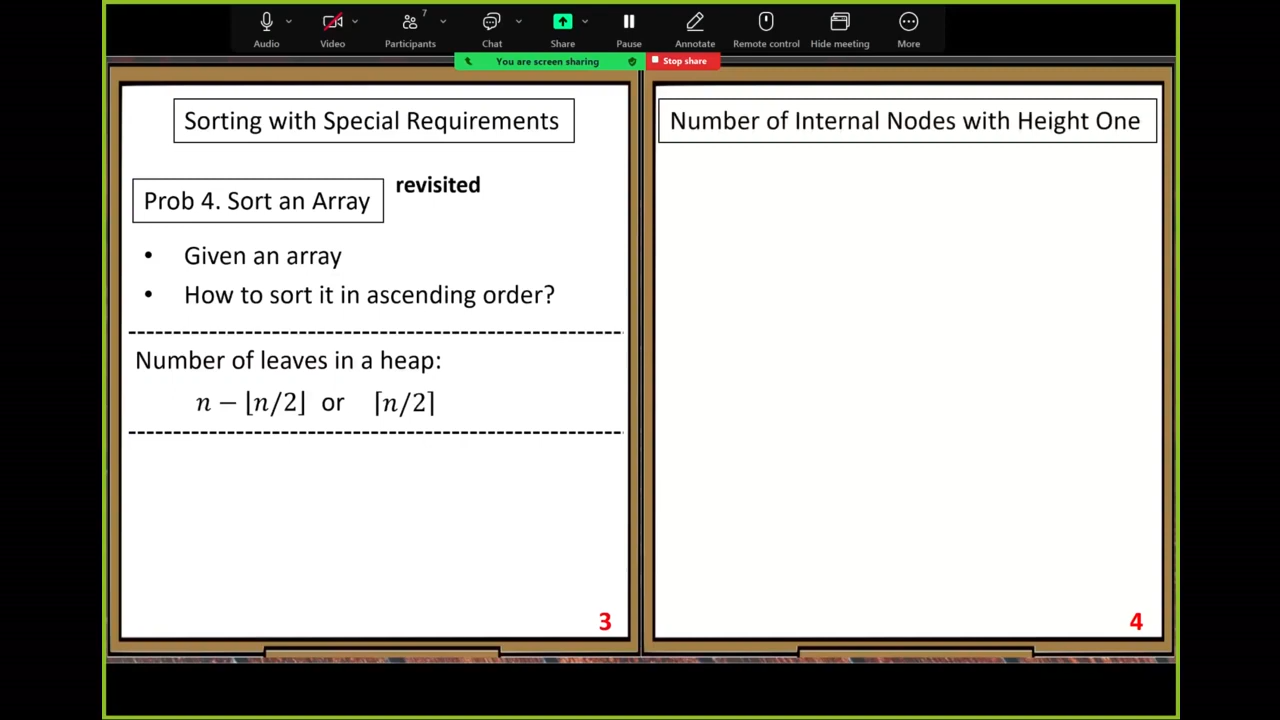 7
Audio Video Participants Chat Share Pause Annotate Remote control Hide meeting More
You are screen sharing Stop share
Sorting with Special Requirements
revisited
Prob 4. Sort an Array
• Given an array
• How to sort it in ascending order?
Number of leaves in a heap:
n − ⌊n/2⌋ or ⌈n/2⌉
3
Number of Internal Nodes with Height One
4